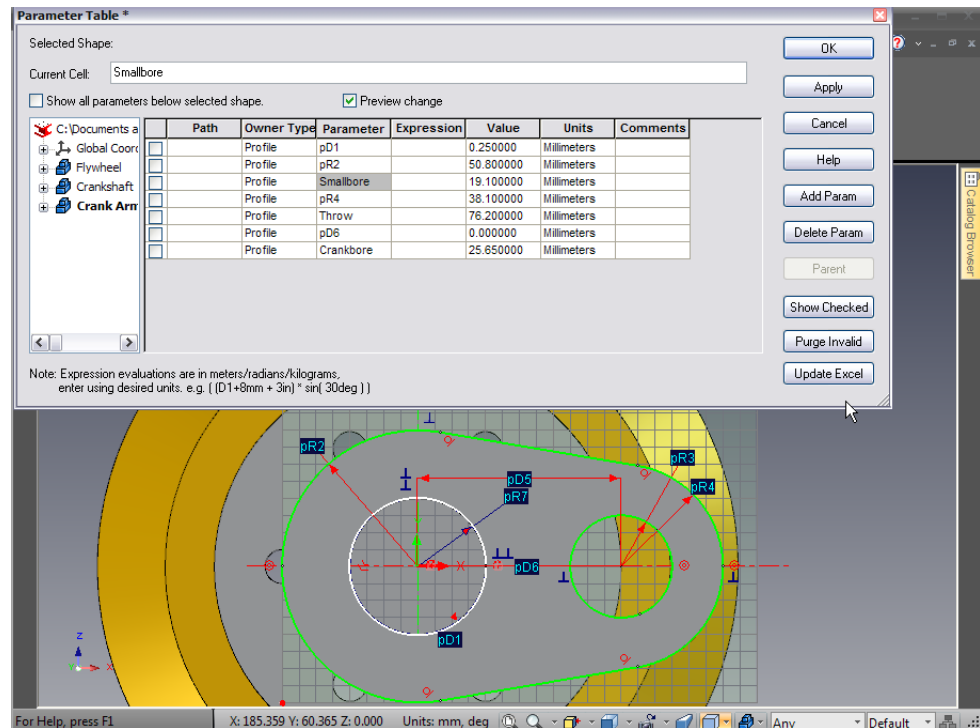 Parameter Table *
Selected Shape:
Current Cell: Smallbore
Show all parameters below selected shape. Preview change
C:\Documents a
Global Coord
Flywheel
Crankshaft
Crank Arm
Path Owner Type Parameter Expression Value Units Comments
Profile pD1 0.250000 Millimeters
Profile pR2 50.800000 Millimeters
Profile Smallbore 19.100000 Millimeters
Profile pR4 38.100000 Millimeters
Profile Throw 76.200000 Millimeters
Profile pD6 0.000000 Millimeters
Profile Crankbore 25.650000 Millimeters
OK
Apply
Cancel
Help
Add Param
Delete Param
Parent
Show Checked
Purge Invalid
Update Excel
Note: Expression evaluations are in meters/radians/kilograms,
enter using desired units. e.g. ( (D1+8mm + 3in) * sin( 30deg ) )
Catalog Browser
pR2
pR3
pD5
pR4
pR7
X
pD6
pD1
Z
X
For Help, press F1 X: 185.359 Y: 60.365 Z: 0.000 Units: mm, deg Any Default